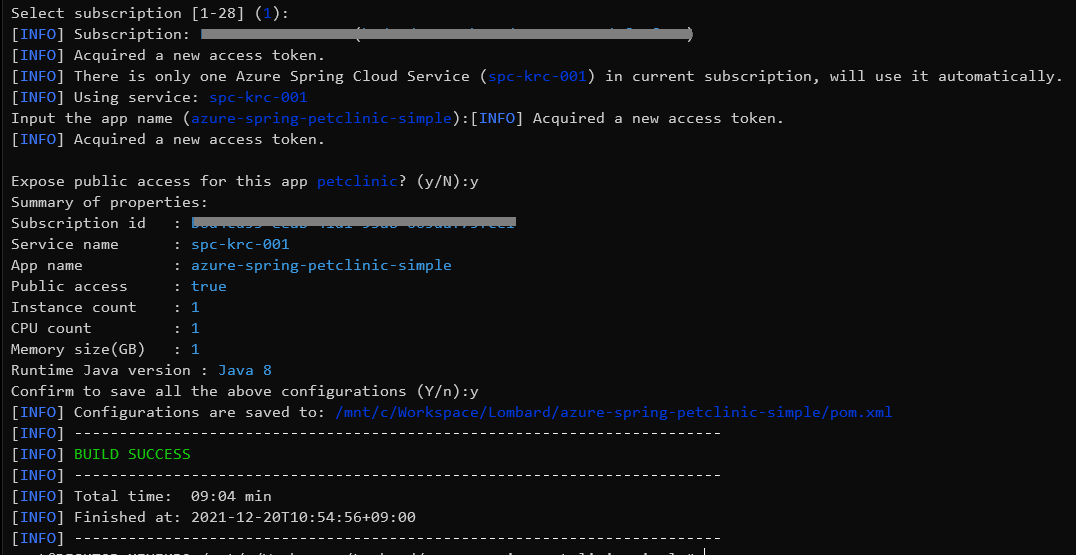 Select subscription [1-28] (1):
[INFO] Subscription:
[INFO] Acquired a new access token.
[INFO] There is only one Azure Spring Cloud Service (spc-krc-001) in current subscription, will use it automatically.
[INFO] Using service: spc-krc-001
Input the app name (azure-spring-petclinic-simple):[INFO] Acquired a new access token.
[INFO] Acquired a new access token.
Expose public access for this app petclinic? (y/N):y
Summary of properties:
Subscription id   :
Service name      : spc-krc-001
App name          : azure-spring-petclinic-simple
Public access     : true
Instance count    : 1
CPU count         : 1
Memory size(GB)   : 1
Runtime Java version : Java 8
Confirm to save all the above configurations (Y/n):y
[INFO] Configurations are saved to: /mnt/c/Workspace/Lombard/azure-spring-petclinic-simple/pom.xml
[INFO] ------------------------------------------------------------------------
[INFO] BUILD SUCCESS
[INFO] ------------------------------------------------------------------------
[INFO] Total time:  09:04 min
[INFO] Finished at: 2021-12-20T10:54:56+09:00
[INFO] ------------------------------------------------------------------------